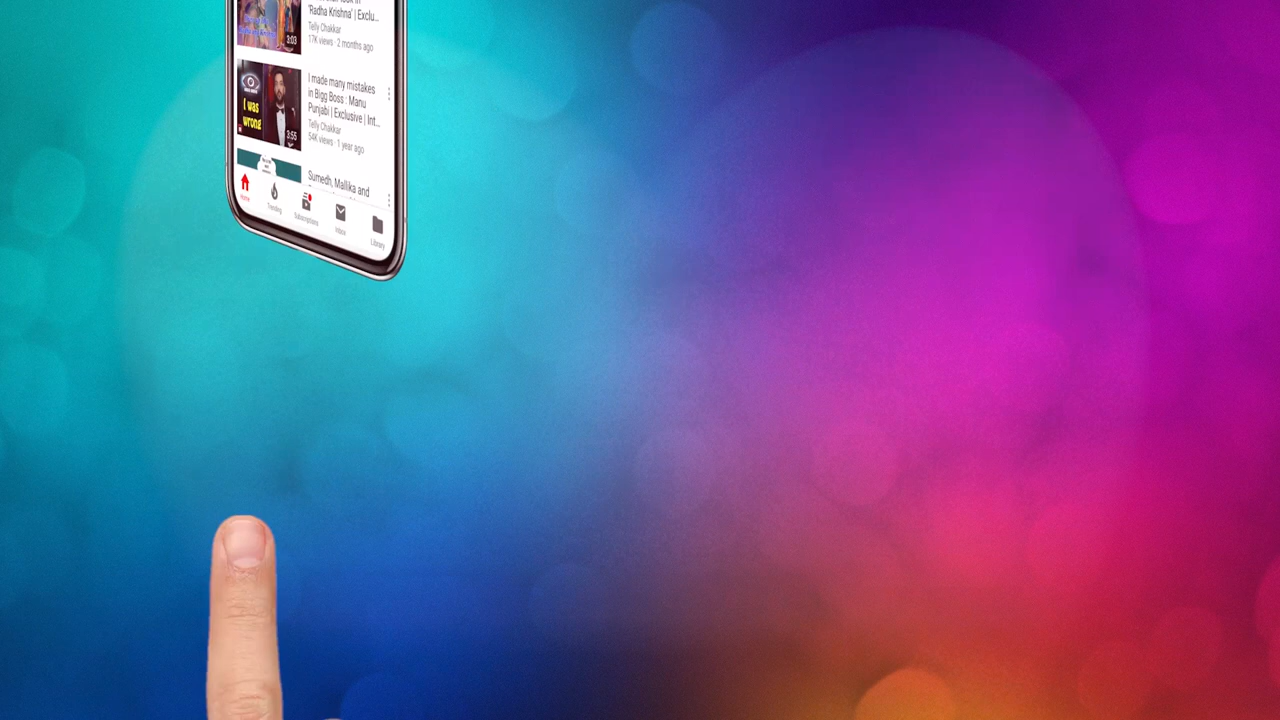 'Radha Krishna' | Exclu...
Telly Chakkar
17K views · 2 months ago
3:03
I made many mistakes
in Bigg Boss : Manu
Punjabi | Exclusive | Int...
Telly Chakkar
54K views · 1 year ago
I was
wrong
3:55
Sumedh, Mallika and
Home
Trending
Subscriptions
Inbox
Library